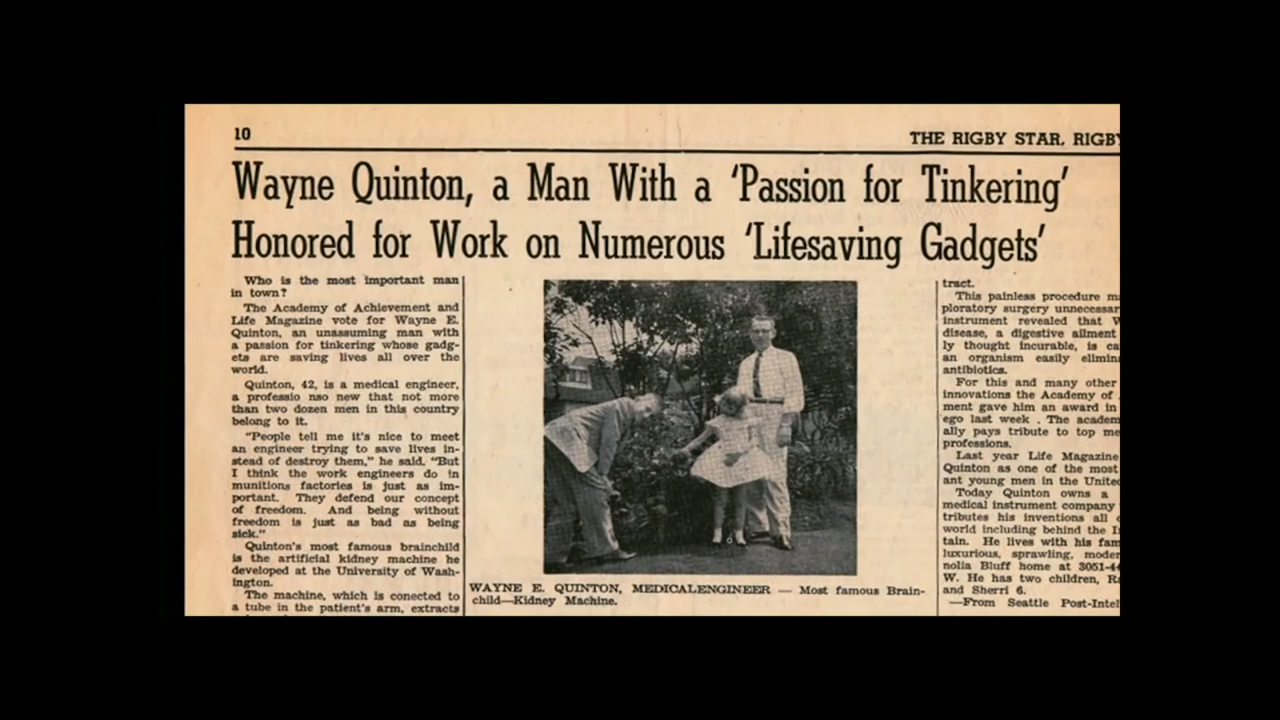 10
THE RIGBY STAR, RIGBY
Wayne Quinton, a Man With a 'Passion for Tinkering'
Honored for Work on Numerous 'Lifesaving Gadgets'
Who is the most important man
in town?
The Academy of Achievement and
Life Magazine vote for Wayne E.
Quinton, an unassuming man with
a passion for tinkering whose gadg-
ets are saving lives all over the
world.
Quinton, 42, is a medical engineer,
a professio nso new that not more
than two dozen men in this country
belong to it.
"People tell me it's nice to meet
an engineer trying to save lives in-
stead of destroy them," he said. "But
I think the work engineers do in
munitions factories is just as im-
portant. They defend our concept
of freedom. And being without
freedom is just as bad as being
sick."
Quinton's most famous brainchild
is the artificial kidney machine he
developed at the University of Wash-
ington.
The machine, which is conected to
a tube in the patient's arm, extracts
WAYNE E. QUINTON, MEDICALENGINEER — Most famous Brain-
child—Kidney Machine.
tract.
This painless procedure
ploratory surgery unnecessar
instrument revealed that
disease, a digestive ailment
ly thought incurable, is
an organism easily
antibiotics.
For this and many other
innovations the Academy of
ment gave him an award in
ego last week . The academ
ally pays tribute to top
professions.
Last year Life Magazine
Quinton as one of the most
ant young men in the United
Today Quinton owns a
medical instrument company
tributes his inventions all
world including behind the
tain. He lives with his fam
luxurious, sprawling, moder
nolia Bluff home at 3051-44
W. He has two children,
and Sherri 6.
—From Seattle Post-Intel